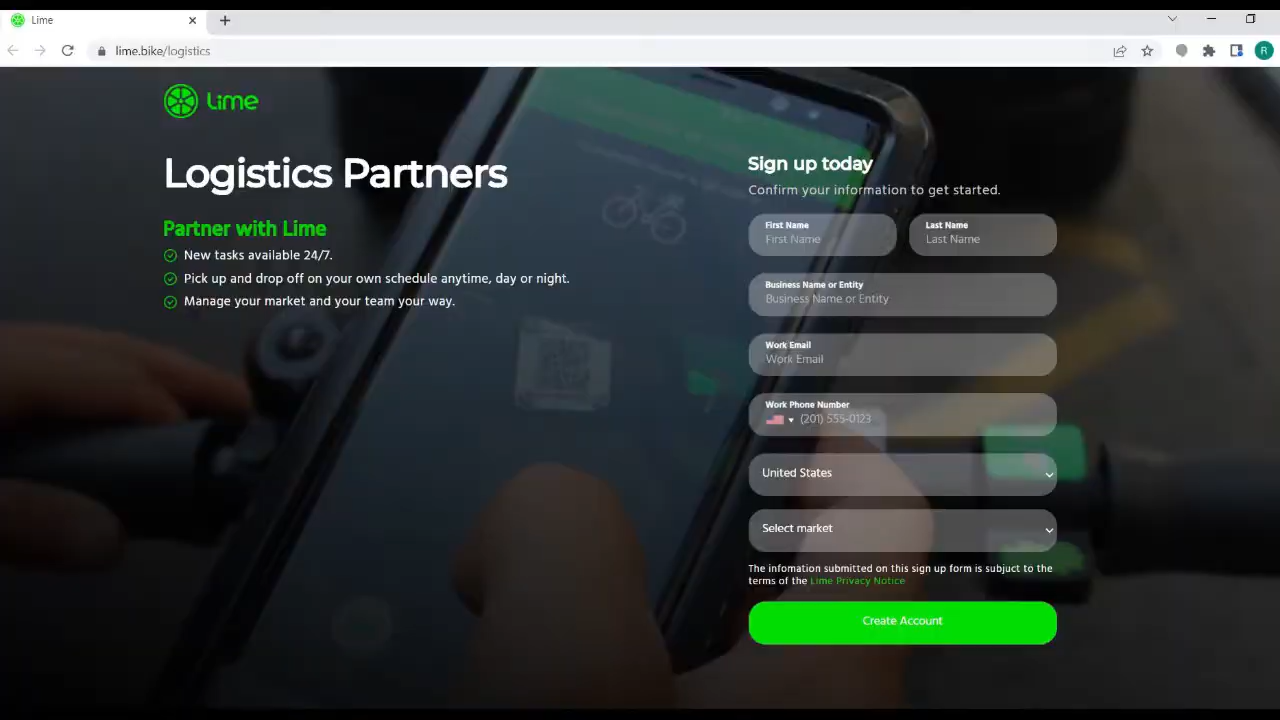 Lime
lime.bike/logistics
R
Lime
Logistics Partners
Partner with Lime
New tasks available 24/7.
Pick up and drop off on your own schedule anytime, day or night.
Manage your market and your team your way.
Sign up today
Confirm your information to get started.
First Name
First Name
Last Name
Last Name
Business Name or Entity
Business Name or Entity
Work Email
Work Email
Work Phone Number
(201) 555-0123
United States
Select market
The infomation submitted on this sign up form is subjuct to the
terms of the Lime Privacy Notice
Create Account